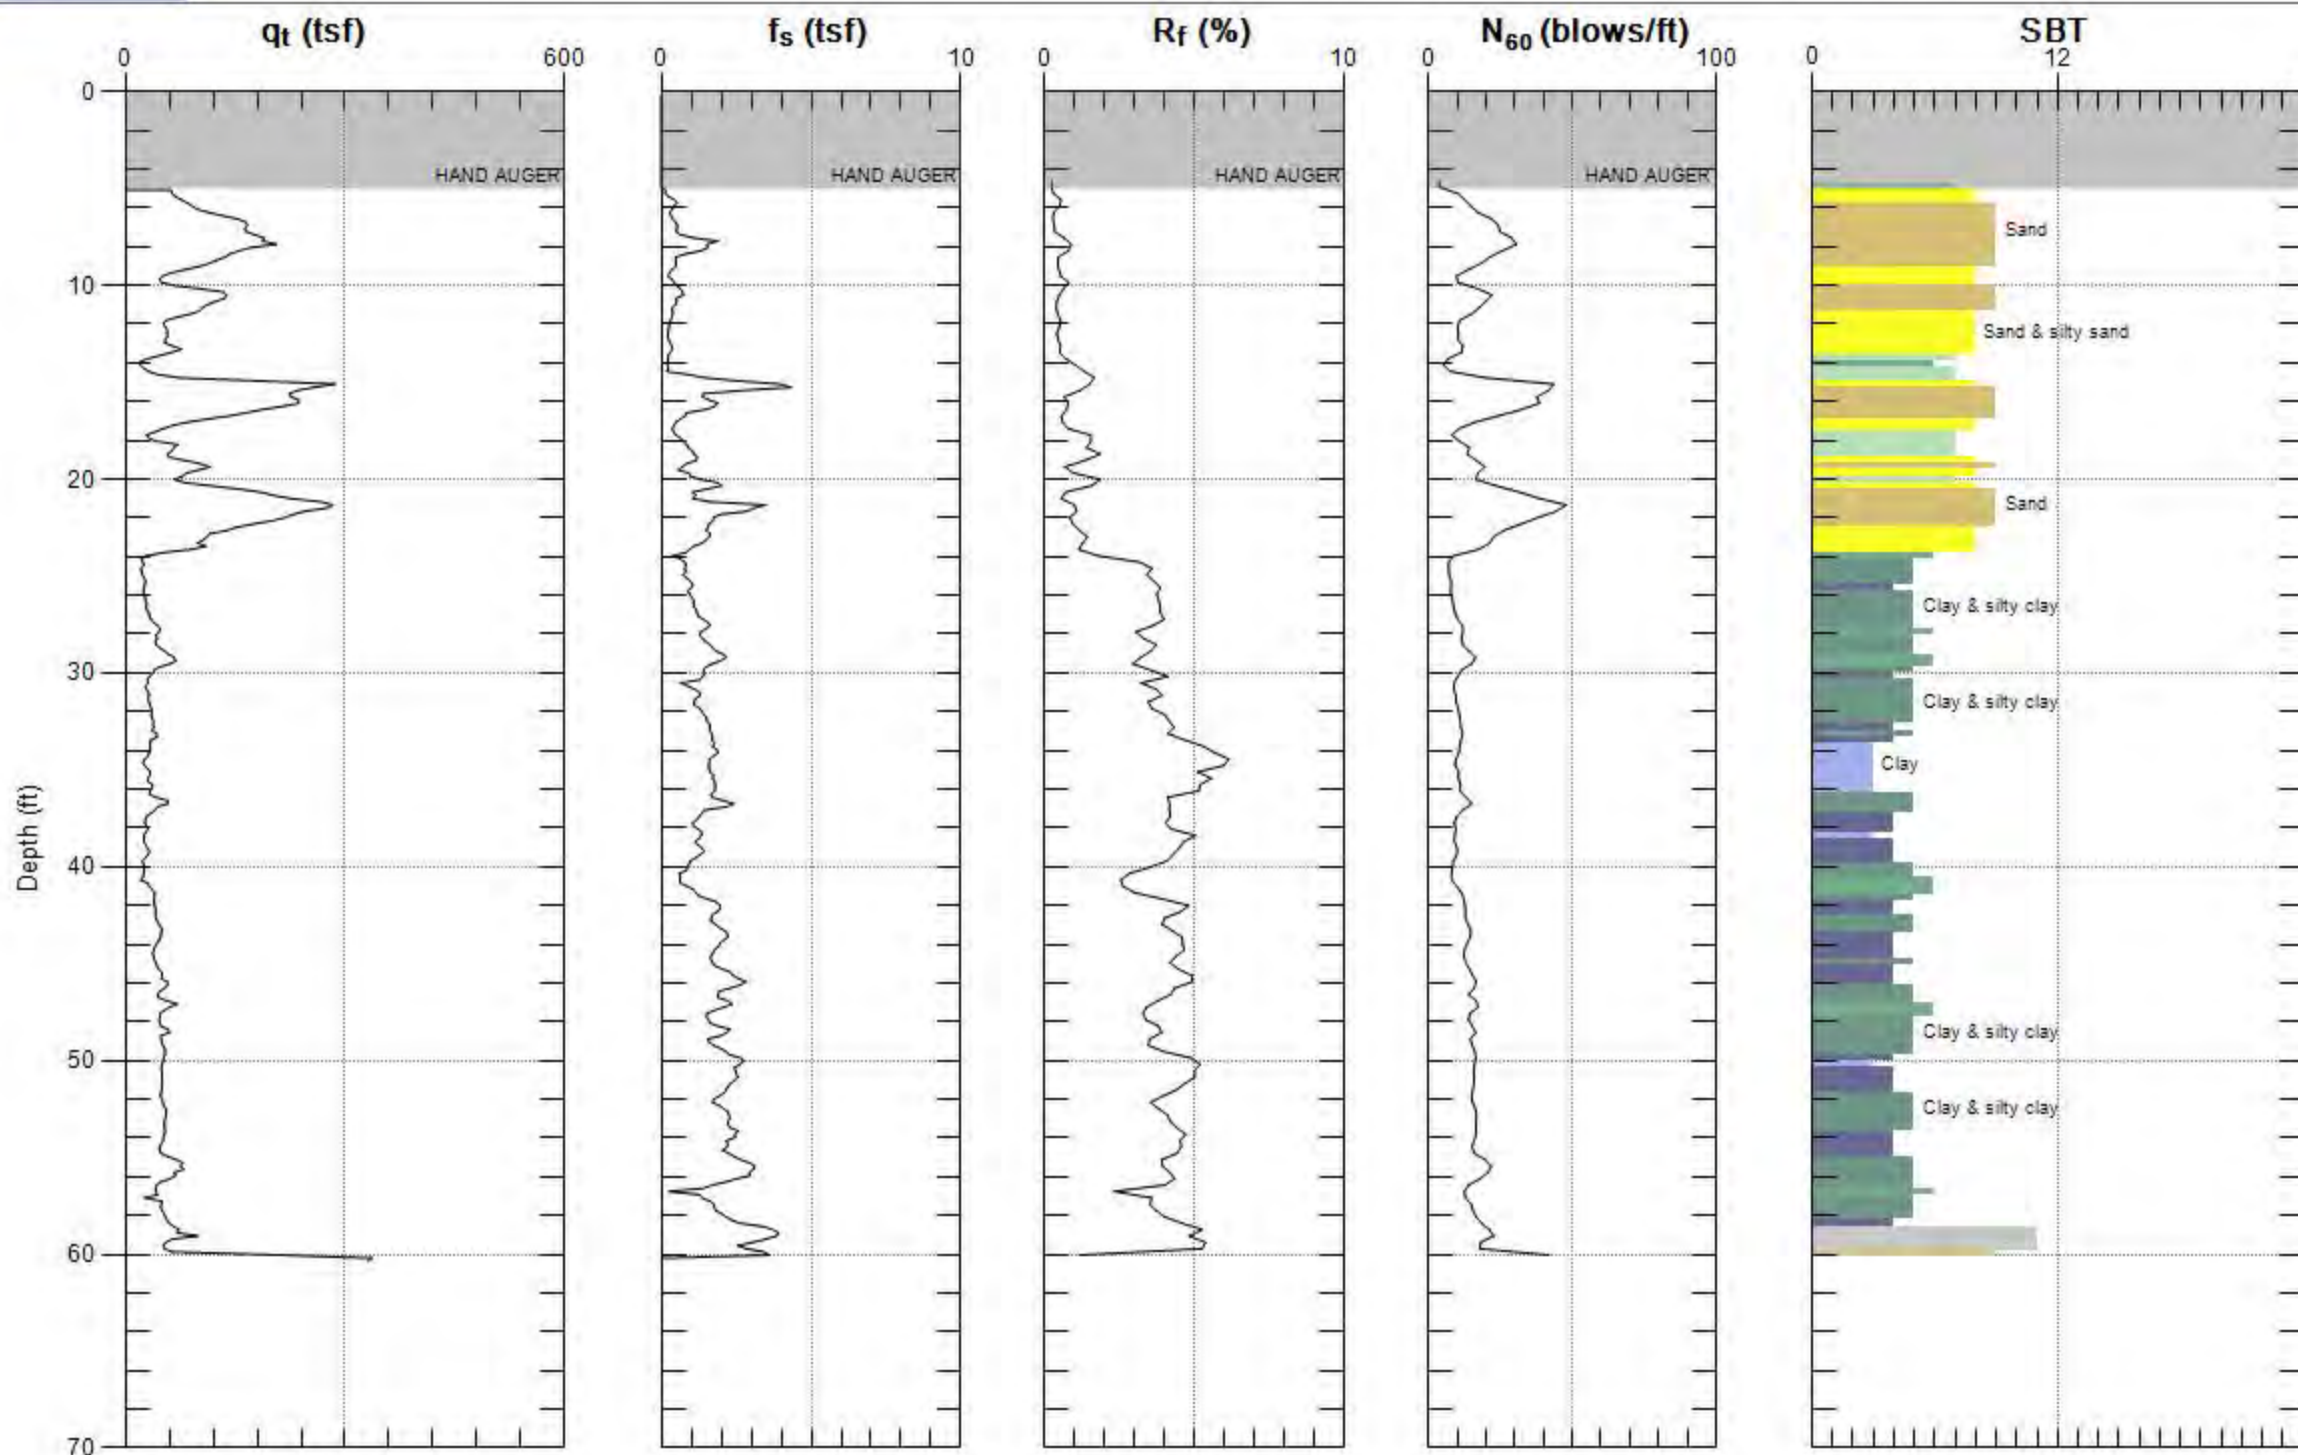 qt (tsf) fs (tsf) Rf (%) N60 (blows/ft) SBT
0 600 0 10 0 10 0 100 0 12
0
HAND AUGER HAND AUGER HAND AUGER HAND AUGER
Sand
10
Sand & silty sand
20
Sand
Clay & silty clay
30
Clay & silty clay
Clay
Depth (ft)
40
Clay & silty clay
50
Clay & silty clay
60
70